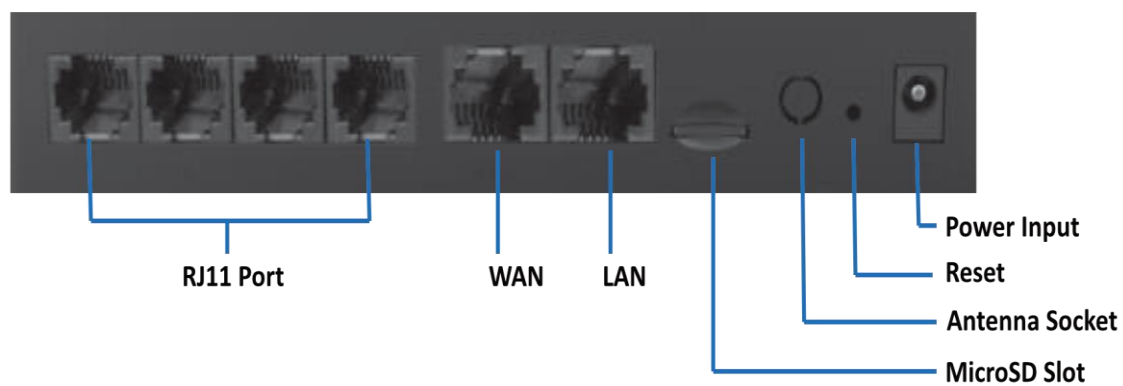 RJ11 Port
WAN
LAN
Power Input
Reset
Antenna Socket
MicroSD Slot